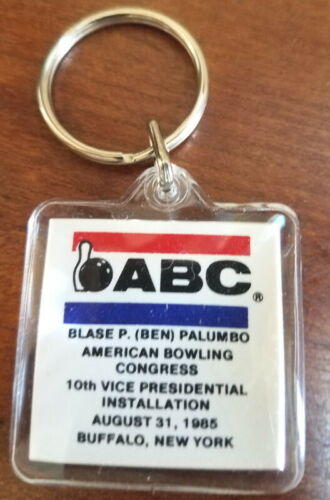 ABC®
BLASE P. (BEN) PALUMBO
AMERICAN BOWLING
CONGRESS
10th VICE PRESIDENTIAL
INSTALLATION
AUGUST 31, 1985
BUFFALO, NEW YORK